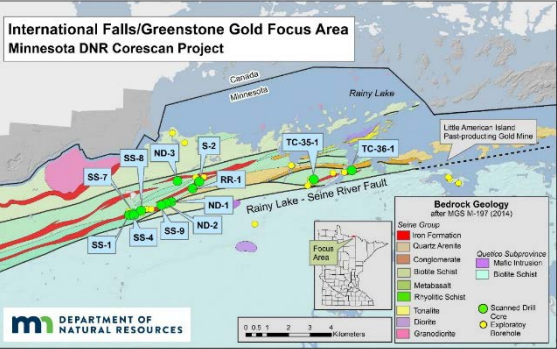 International Falls/Greenstone Gold Focus Area
Minnesota DNR Corescan Project
Canada
Minnesota
Rainy Lake
Little American Island
Past-producing Gold Mine
ND-3
S-2
TC-35-1
TC-36-1
SS-8
SS-7
RR-1
Rainy Lake - Seine River Fault
ND-1
ND-2
SS-9
SS-4
SS-1
Bedrock Geology
after MGS M-197 (2014)
Seine Group
Iron Formation
Quartz Arenite
Conglomerate
Biotite Schist
Metabasalt
Rhyolitic Schist
Tonalite
Diorite
Granodiorite
Quetico Subprovince
Mafic Intrusion
Biotite Schist
Scanned Drill
Core
Exploratory
Borehole
Focus
Area
0 0.5 1 2 3 4
Kilometers
DEPARTMENT OF
NATURAL RESOURCES